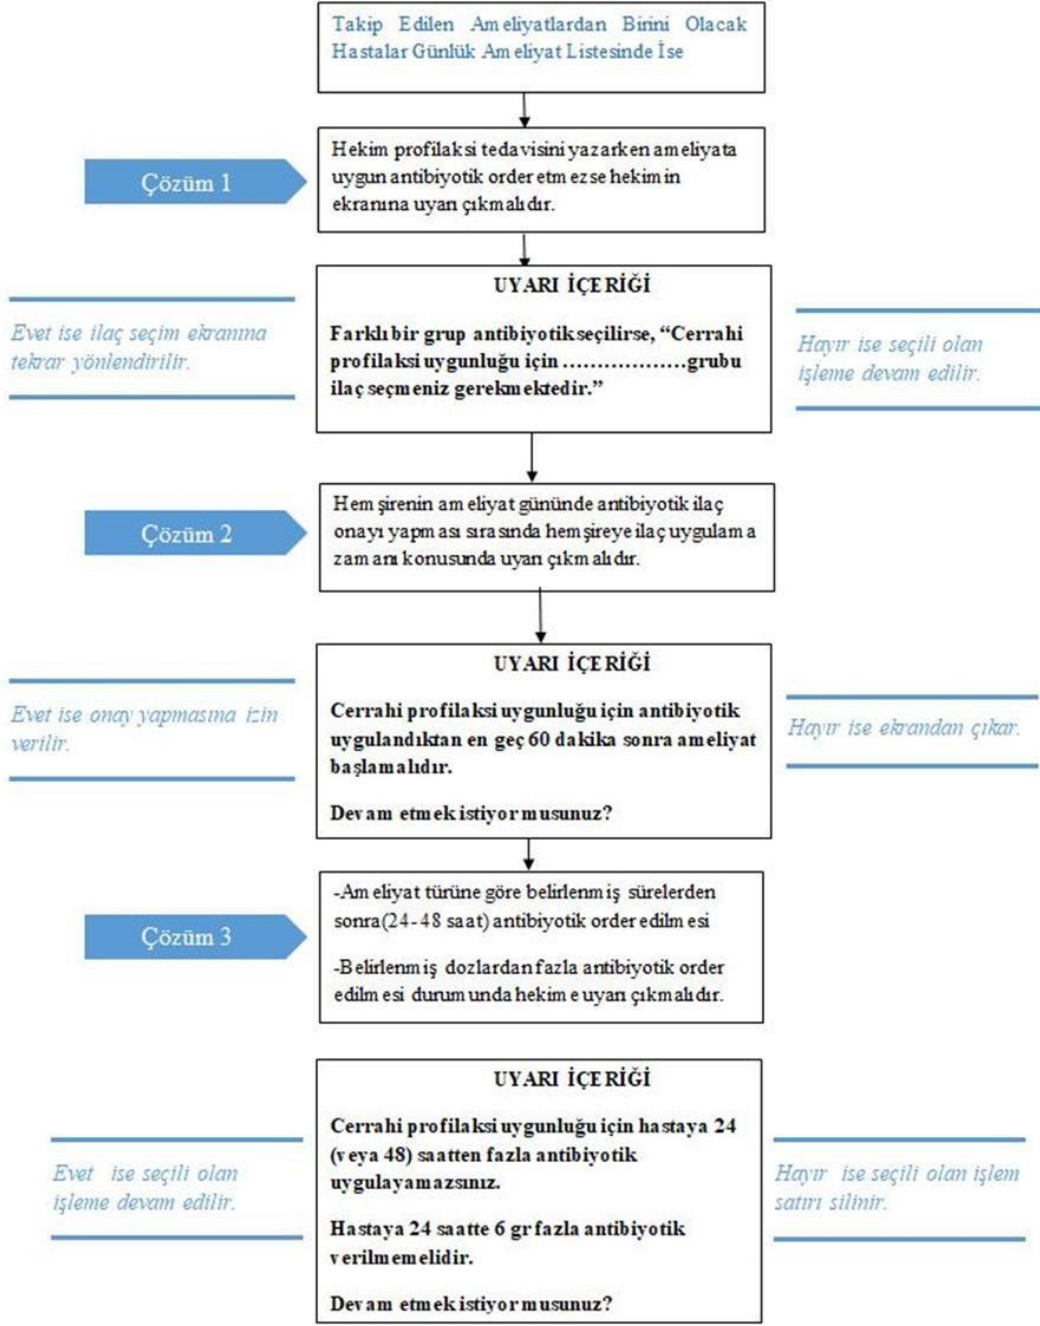 Takip Edilen Ameliyatlardan Birini Olacak
Hastalar Günlük Ameliyat Listesinde İse
Çözüm 1
Hekim profilaksi tedavisini yazarken ameliyata
uygun antibiyotik order etmezse hekimin
ekranına uyarı çıkmalıdır.
Evet ise ilaç seçim ekranına
tekrar yönlendirilir.
UYARI İÇERİĞİ
Farklı bir grup antibiyotik seçilirse, “Cerrahi
profilaksi uygunluğu için ………………grubu
ilaç seçmeniz gerekmektedir.”
Hayır ise seçili olan
işleme devam edilir.
Çözüm 2
Hemşirenin ameliyat gününde antibiyotik ilaç
onayı yapması sırasında hemşireye ilaç uygulama
zamanı konusunda uyarı çıkmalıdır.
Evet ise onay yapmasına izin
verilir.
UYARI İÇERİĞİ
Cerrahi profilaksi uygunluğu için antibiyotik
uygulandıktan en geç 60 dakika sonra ameliyat
başlamalıdır.
Devam etmek istiyor musunuz?
Hayır ise ekrandan çıkar.
Çözüm 3
-Ameliyat türüne göre belirlenmiş sürelerden
sonra(24-48 saat) antibiyotik order edilmesi
-Belirlenmiş dozlardan fazla antibiyotik order
edilmesi durumunda hekime uyarı çıkmalıdır.
Evet ise seçili olan
işleme devam edilir.
UYARI İÇERİĞİ
Cerrahi profilaksi uygunluğu için hastaya 24
(veya 48) saatten fazla antibiyotik
uygulayamazsınız.
Hastaya 24 saatte 6 gr fazla antibiyotik
verilmemelidir.
Devam etmek istiyor musunuz?
Hayır ise seçili olan işlem
satırı silinir.